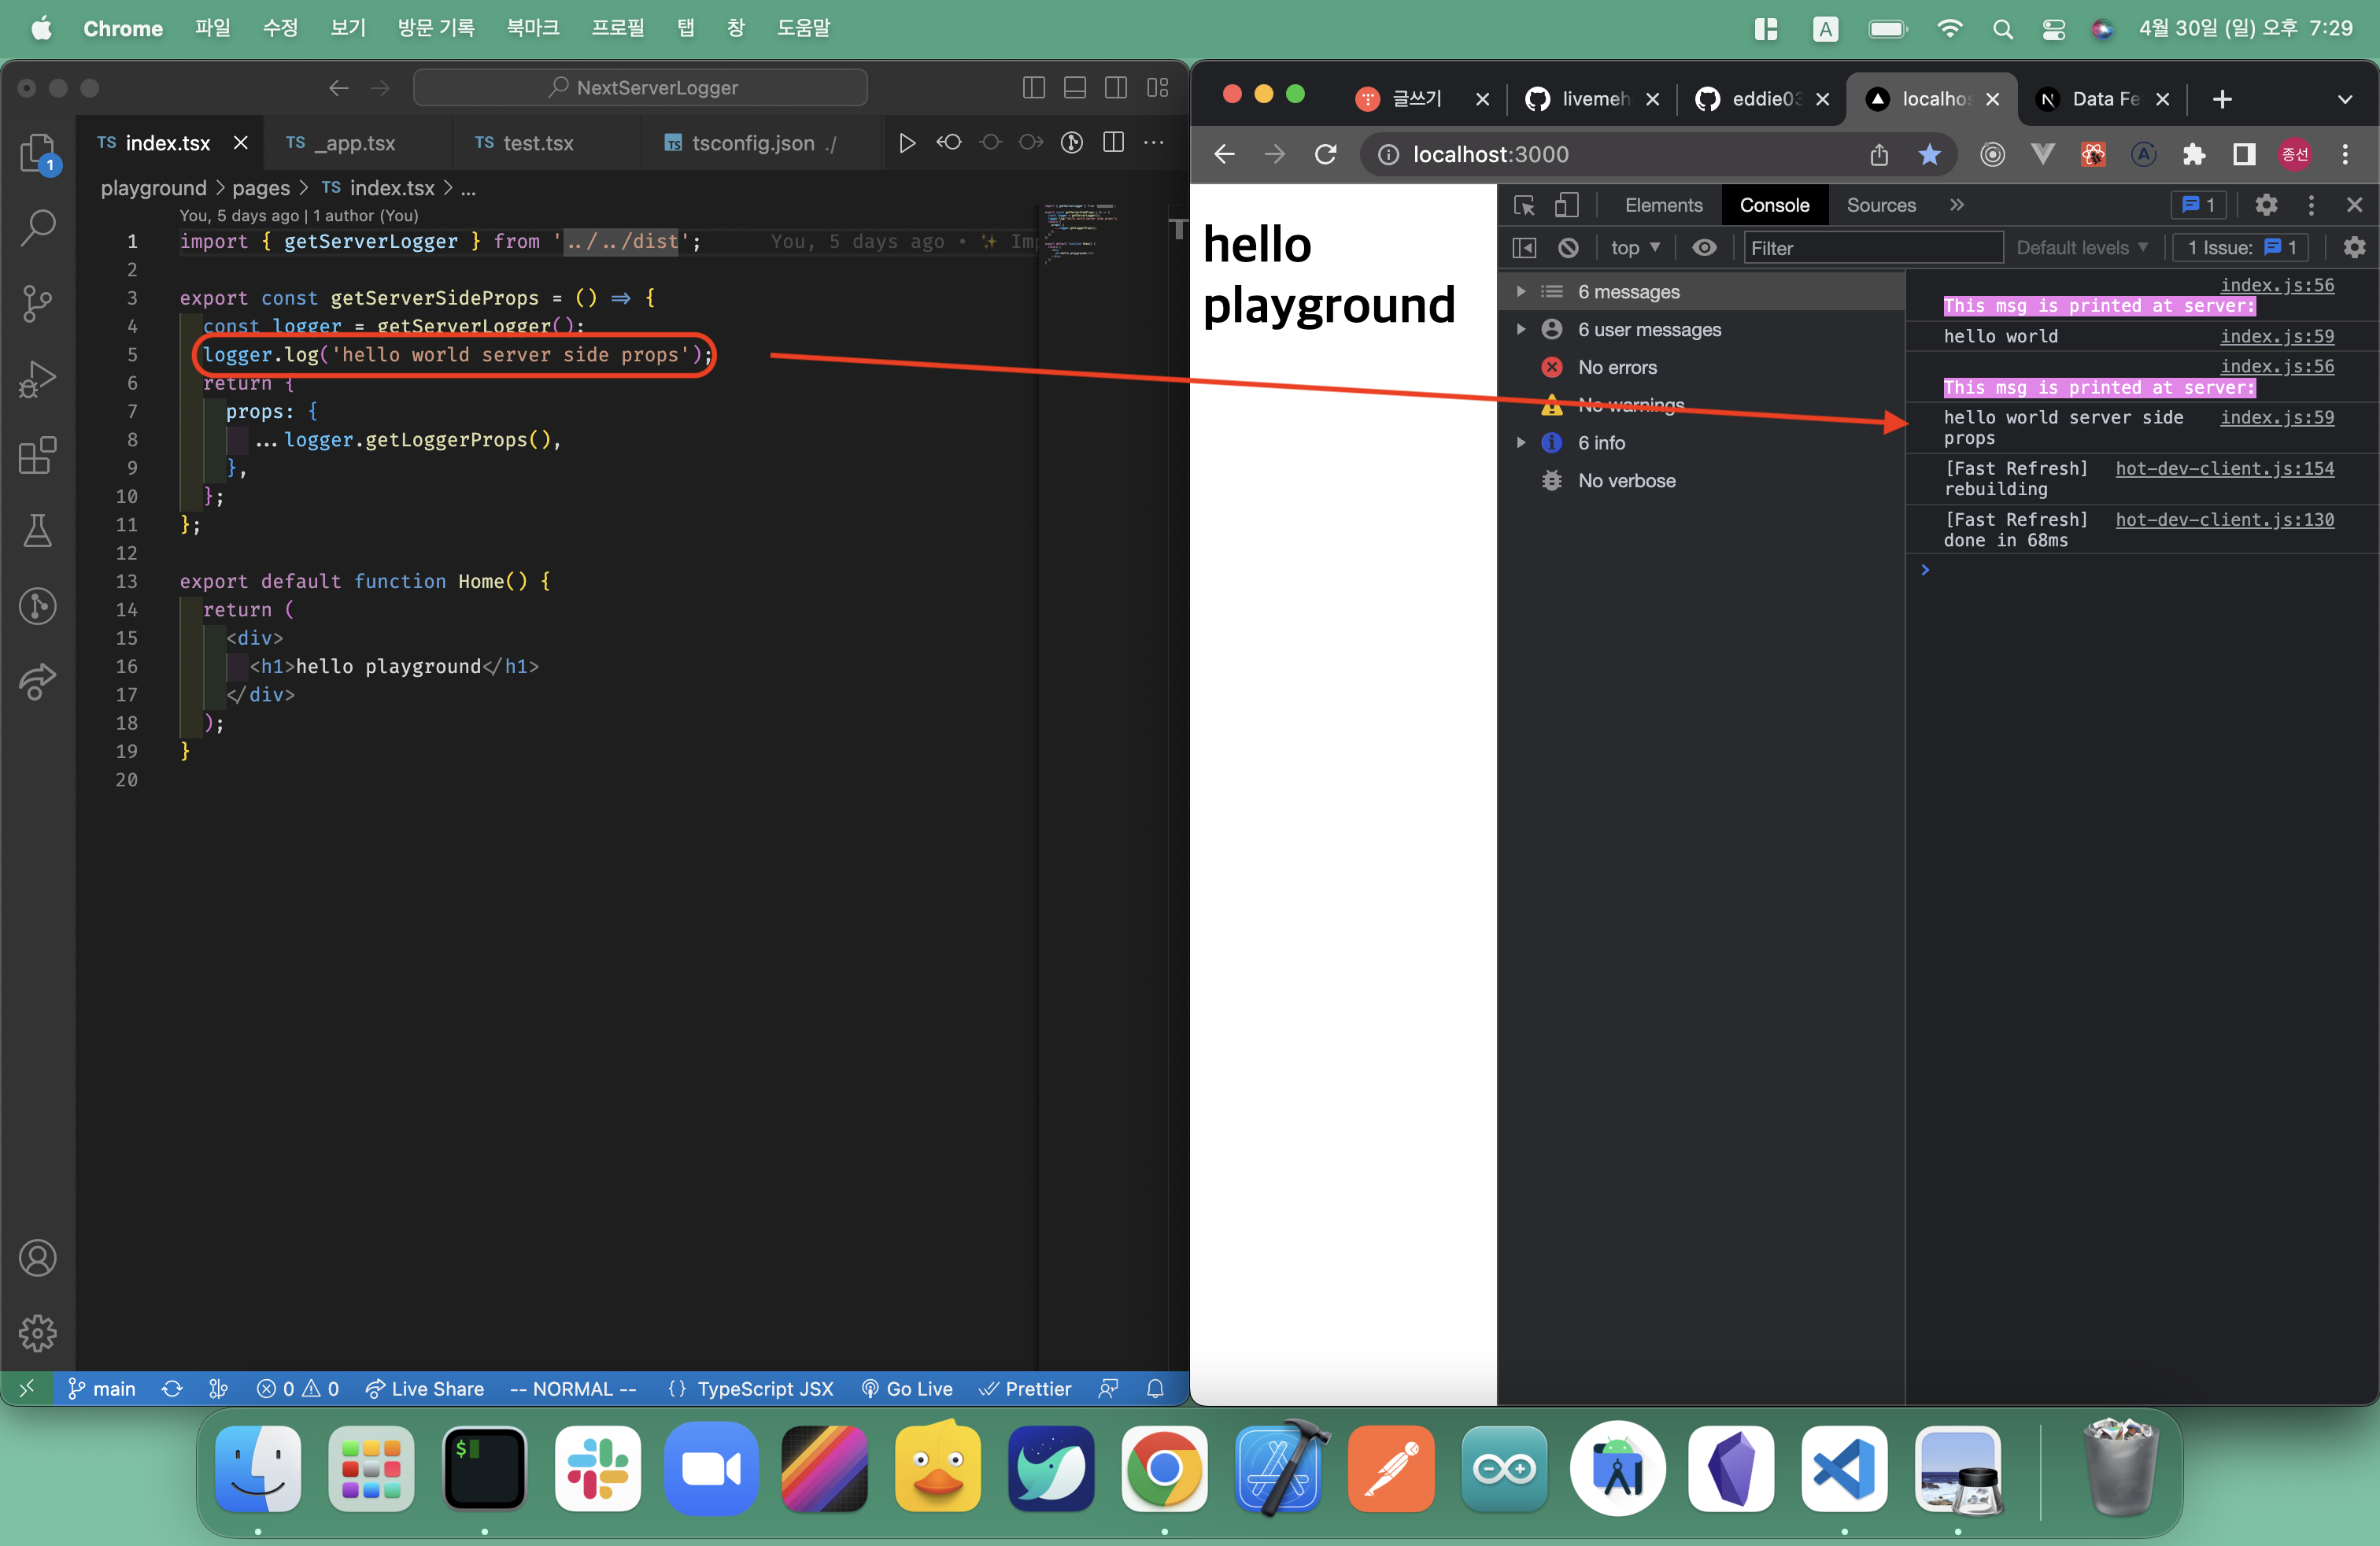 Chrome 파일 수정 보기 방문 기록 북마크 프로필 탭 창 도움말
A
4월 30일 (일) 오후 7:29
NextServerLogger
TS index.tsx
TS _app.tsx
TS test.tsx
TS tsconfig.json ./
1
playground > pages > TS index.tsx > ...
You, 5 days ago | 1 author (You)
1 import { getServerLogger } from '../../dist'; You, 5 days ago • ✨
2
3 export const getServerSideProps = () => {
4 const logger = getServerLogger();
5 logger.log('hello world server side props');
6 return {
7 props: {
8 ...logger.getLoggerProps(),
9 },
10 };
11 };
12
13 export default function Home() {
14 return (
15 <div>
16 <h1>hello playground</h1>
17 </div>
18 );
19 }
20
main 0 0 Live Share -- NORMAL -- {} TypeScript JSX Go Live Prettier
글쓰기
livemeh
eddie03
localhos
Data Fe
localhost:3000
종선
hello
playground
Elements Console Sources
1
top
Filter
Default levels
1 Issue: 1
6 messages
6 user messages
No errors
No warnings
6 info
No verbose
index.js:56
This msg is printed at server:
hello world index.js:59
index.js:56
This msg is printed at server:
hello world server side index.js:59
props
[Fast Refresh] hot-dev-client.js:154
rebuilding
[Fast Refresh] hot-dev-client.js:130
done in 68ms
$